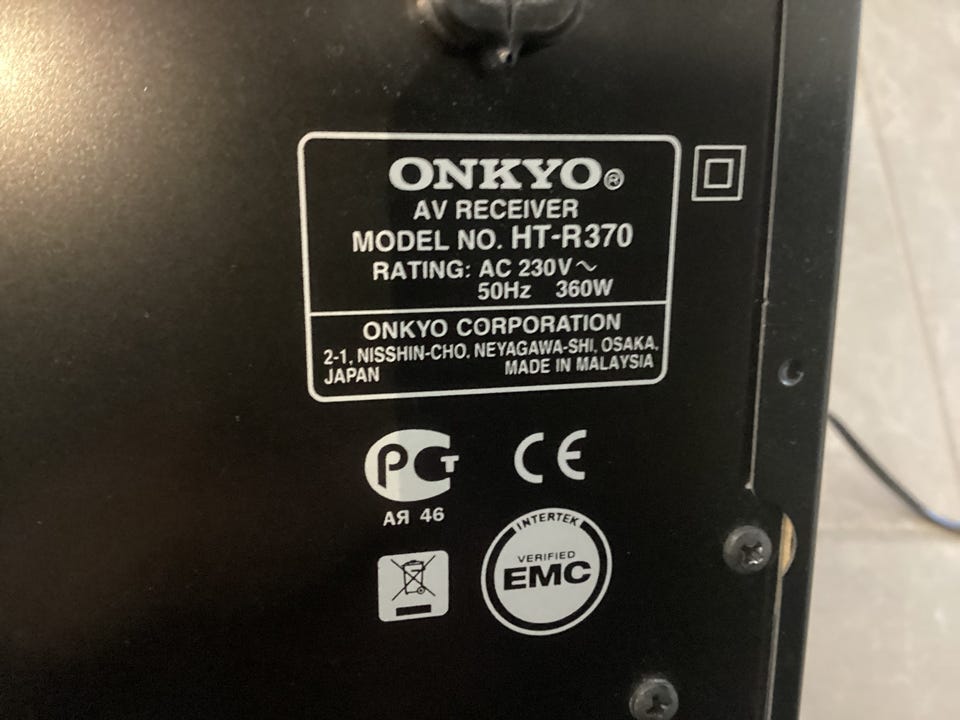 ONKYO®
AV RECEIVER
MODEL NO. HT-R370
RATING: AC 230V ~
50Hz 360W
ONKYO CORPORATION
2-1, NISSHIN-CHO, NEYAGAWA-SHI, OSAKA,
JAPAN MADE IN MALAYSIA
РСТ CE
АЯ 46
INTERTEK
VERIFIED
EMC